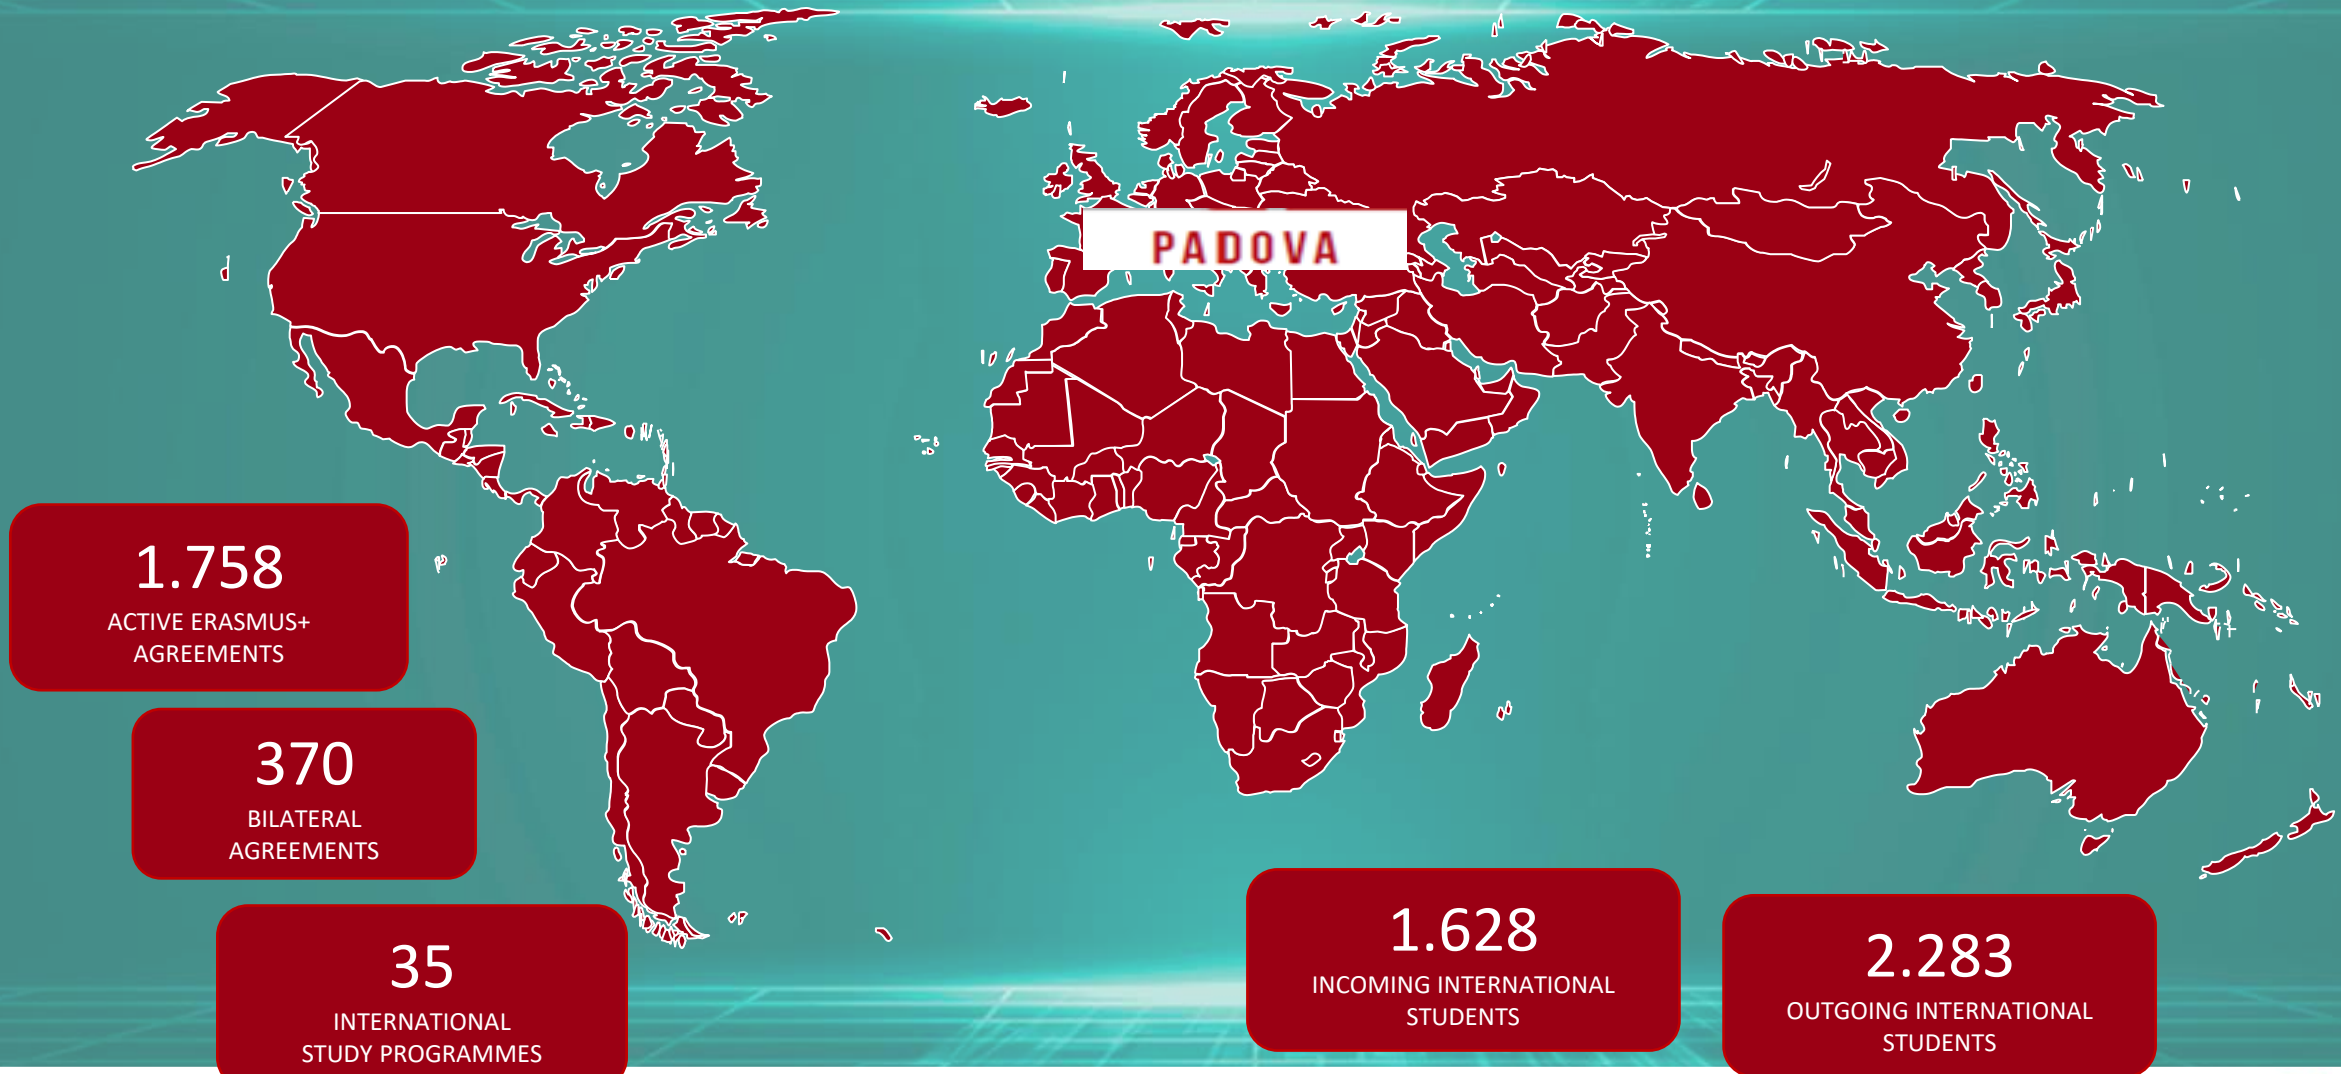 PADOVA
1.758
ACTIVE ERASMUS+
AGREEMENTS
370
BILATERAL
AGREEMENTS
35
INTERNATIONAL
STUDY PROGRAMMES
1.628
INCOMING INTERNATIONAL
STUDENTS
2.283
OUTGOING INTERNATIONAL
STUDENTS